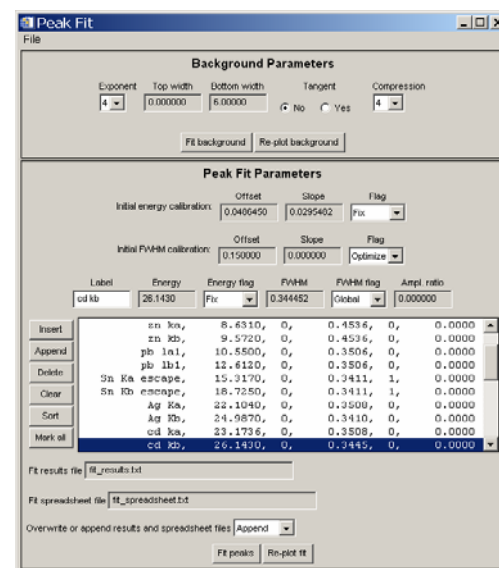 Peak Fit
File
Background Parameters
Exponent Top width Bottom width Tangent Compression
4 0.000000 6.00000 No Yes 4
Fit background Re-plot background
Peak Fit Parameters
Offset Slope Flag
Initial energy calibration: 0.0406450 0.0295402 Fix
Offset Slope Flag
Initial FWHM calibration: 0.150000 0.000000 Optimize
Label Energy Energy flag FWHM FWHM flag Ampl. ratio
cd kb 26.1430 Fix 0.344452 Global 0.000000
Insert
Append
Delete
Clear
Sort
Mark all
zn ka, 8.6310, 0, 0.4536, 0, 0.0000
zn kb, 9.5720, 0, 0.4536, 0, 0.0000
pb la1, 10.5500, 0, 0.3506, 0, 0.0000
pb lb1, 12.6120, 0, 0.3506, 0, 0.0000
Sn Ka escape, 15.3170, 0, 0.3411, 1, 0.0000
Sn Kb escape, 18.7250, 0, 0.3411, 1, 0.0000
Ag Ka, 22.1040, 0, 0.3508, 0, 0.0000
Ag Kb, 24.9870, 0, 0.3410, 0, 0.0000
cd ka, 23.1736, 0, 0.3508, 0, 0.0000
cd kb, 26.1430, 0, 0.3445, 0, 0.0000
Fit results file fit_results.txt
Fit spreadsheet file fit_spreadsheet.txt
Overwrite or append results and spreadsheet files Append
Fit peaks Re-plot fit